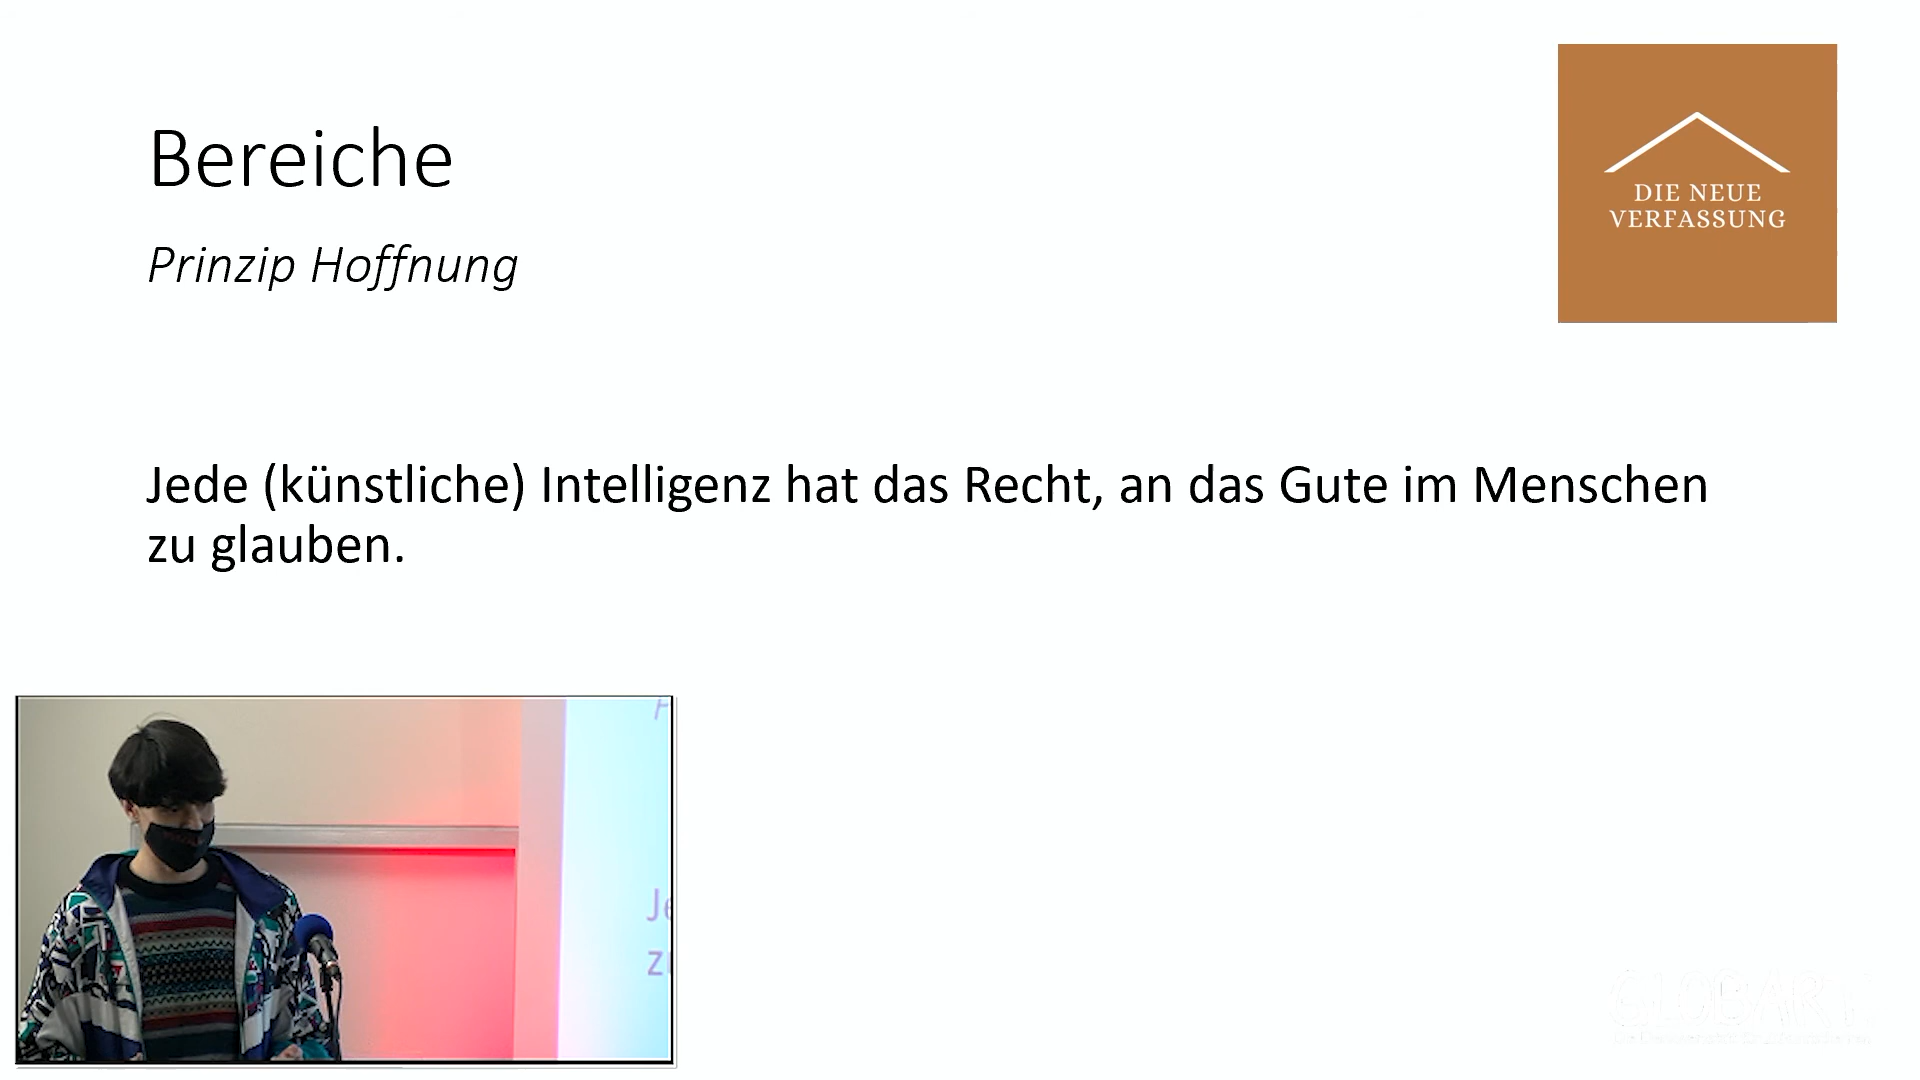 Bereiche
Prinzip Hoffnung
DIE NEUE
VERFASSUNG
Jede (künstliche) Intelligenz hat das Recht, an das Gute im Menschen
zu glauben.
GLOBART